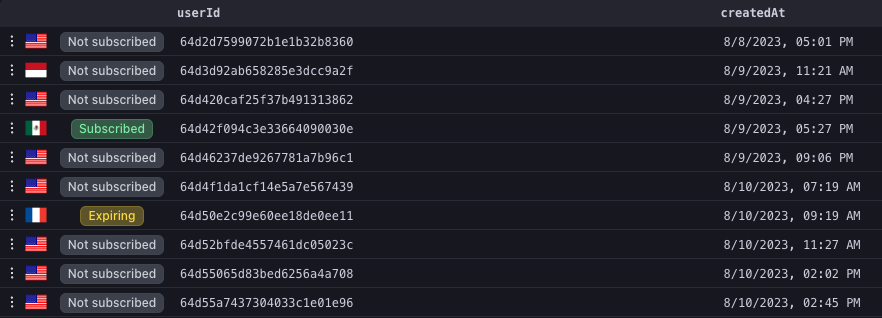 userId createdAt
Not subscribed 64d2d7599072b1e1b32b8360 8/8/2023, 05:01 PM
Not subscribed 64d3d92ab658285e3dcc9a2f 8/9/2023, 11:21 AM
Not subscribed 64d420caf25f37b491313862 8/9/2023, 04:27 PM
Subscribed 64d42f094c3e33664090030e 8/9/2023, 05:27 PM
Not subscribed 64d46237de9267781a7b96c1 8/9/2023, 09:06 PM
Not subscribed 64d4f1da1cf14e5a7e567439 8/10/2023, 07:19 AM
Expiring 64d50e2c99e60ee18de0ee11 8/10/2023, 09:19 AM
Not subscribed 64d52bfde4557461dc05023c 8/10/2023, 11:27 AM
Not subscribed 64d55065d83bed6256a4a708 8/10/2023, 02:02 PM
Not subscribed 64d55a7437304033c1e01e96 8/10/2023, 02:45 PM